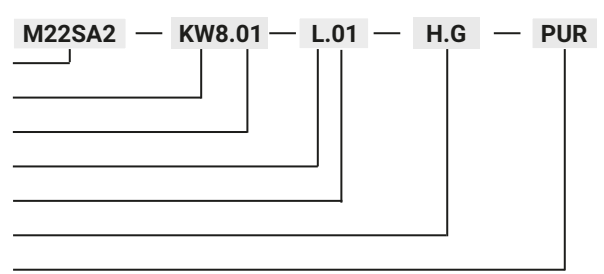 M22SA2 — KW8.01 — L.01 — H.G — PUR